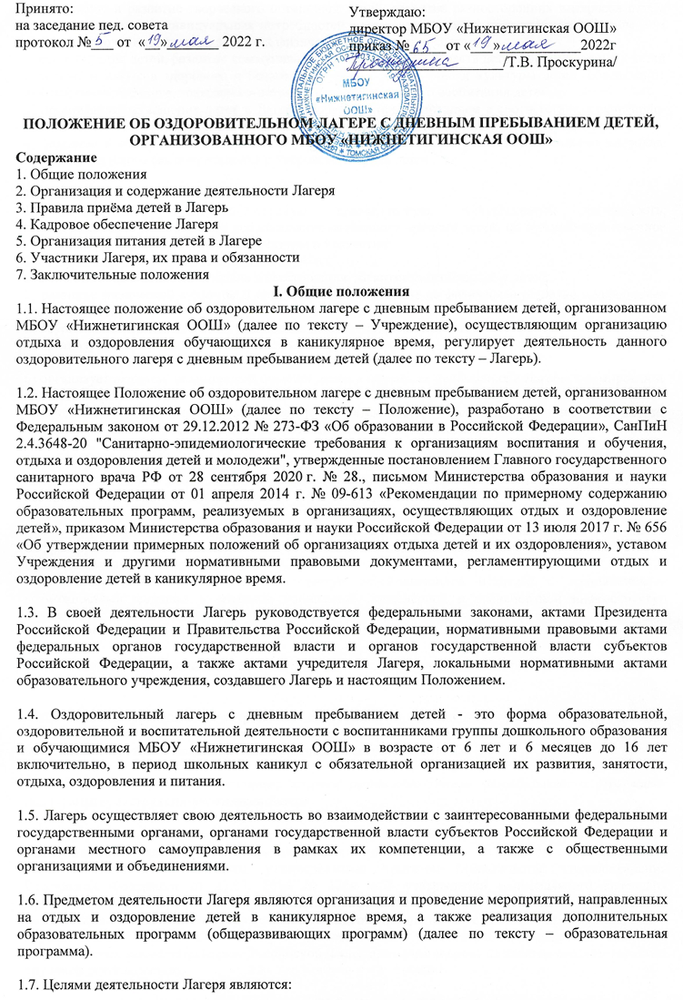 Принято:
на заседание пед. совета
протокол № 5 от «19» мая 2022 г.
Утверждаю:
директор МБОУ «Нижнетигинская ООШ»
приказ № 65 от «19» мая 2022г
Проскурина /Т.В. Проскурина/
МБОУ
«Нижнетигинская
ООШ»
ПОЛОЖЕНИЕ ОБ ОЗДОРОВИТЕЛЬНОМ ЛАГЕРЕ С ДНЕВНЫМ ПРЕБЫВАНИЕМ ДЕТЕЙ,
ОРГАНИЗОВАННОГО МБОУ «НИЖНЕТИГИНСКАЯ ООШ»
Содержание
1. Общие положения
2. Организация и содержание деятельности Лагеря
3. Правила приёма детей в Лагерь
4. Кадровое обеспечение Лагеря
5. Организация питания детей в Лагере
6. Участники Лагеря, их права и обязанности
7. Заключительные положения
I. Общие положения
1.1. Настоящее положение об оздоровительном лагере с дневным пребыванием детей, организованном
МБОУ «Нижнетигинская ООШ» (далее по тексту – Учреждение), осуществляющим организацию
отдыха и оздоровления обучающихся в каникулярное время, регулирует деятельность данного
оздоровительного лагеря с дневным пребыванием детей (далее по тексту – Лагерь).
1.2. Настоящее Положение об оздоровительном лагере с дневным пребыванием детей, организованном
МБОУ «Нижнетигинская ООШ» (далее по тексту – Положение), разработано в соответствии с
Федеральным законом от 29.12.2012 № 273-ФЗ «Об образовании в Российской Федерации», СанПиН
2.4.3648-20 "Санитарно-эпидемиологические требования к организациям воспитания и обучения,
отдыха и оздоровления детей и молодежи", утвержденные постановлением Главного государственного
санитарного врача РФ от 28 сентября 2020 г. № 28., письмом Министерства образования и науки
Российской Федерации от 01 апреля 2014 г. № 09-613 «Рекомендации по примерному содержанию
образовательных программ, реализуемых в организациях, осуществляющих отдых и оздоровление
детей», приказом Министерства образования и науки Российской Федерации от 13 июля 2017 г. № 656
«Об утверждении примерных положений об организациях отдыха детей и их оздоровления», уставом
Учреждения и другими нормативными правовыми документами, регламентирующими отдых и
оздоровление детей в каникулярное время.
1.3. В своей деятельности Лагерь руководствуется федеральными законами, актами Президента
Российской Федерации и Правительства Российской Федерации, нормативными правовыми актами
федеральных органов государственной власти и органов государственной власти субъектов
Российской Федерации, а также актами учредителя Лагеря, локальными нормативными актами
образовательного учреждения, создавшего Лагерь и настоящим Положением.
1.4. Оздоровительный лагерь с дневным пребыванием детей - это форма образовательной,
оздоровительной и воспитательной деятельности с воспитанниками группы дошкольного образования
и обучающимися МБОУ «Нижнетигинская ООШ» в возрасте от 6 лет и 6 месяцев до 16 лет
включительно, в период школьных каникул с обязательной организацией их развития, занятости,
отдыха, оздоровления и питания.
1.5. Лагерь осуществляет свою деятельность во взаимодействии с заинтересованными федеральными
государственными органами, органами государственной власти субъектов Российской Федерации и
органами местного самоуправления в рамках их компетенции, а также с общественными
организациями и объединениями.
1.6. Предметом деятельности Лагеря являются организация и проведение мероприятий, направленных
на отдых и оздоровление детей в каникулярное время, а также реализация дополнительных
образовательных программ (общеразвивающих программ) (далее по тексту – образовательная
программа).
1.7. Целями деятельности Лагеря являются: